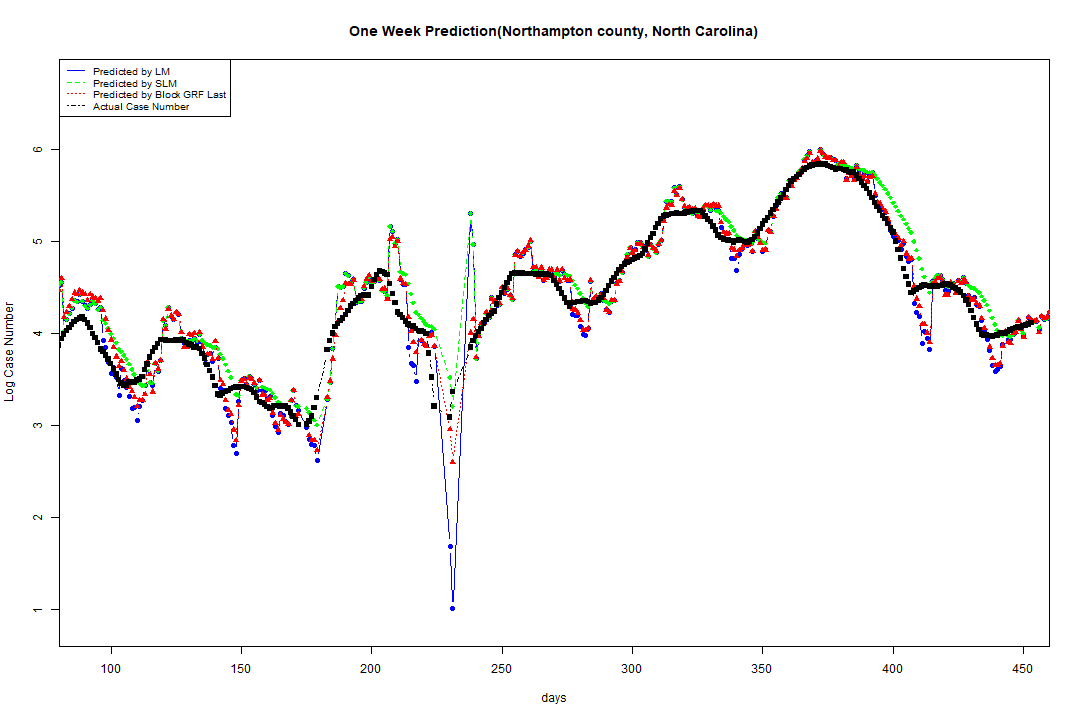 One Week Prediction(Northampton county, North Carolina)
Predicted by LM
Predicted by SLM
Predicted by Block GRF Last
Actual Case Number
Log Case Number
6
5
4
3
2
1
100 150 200 250 300 350 400 450
days